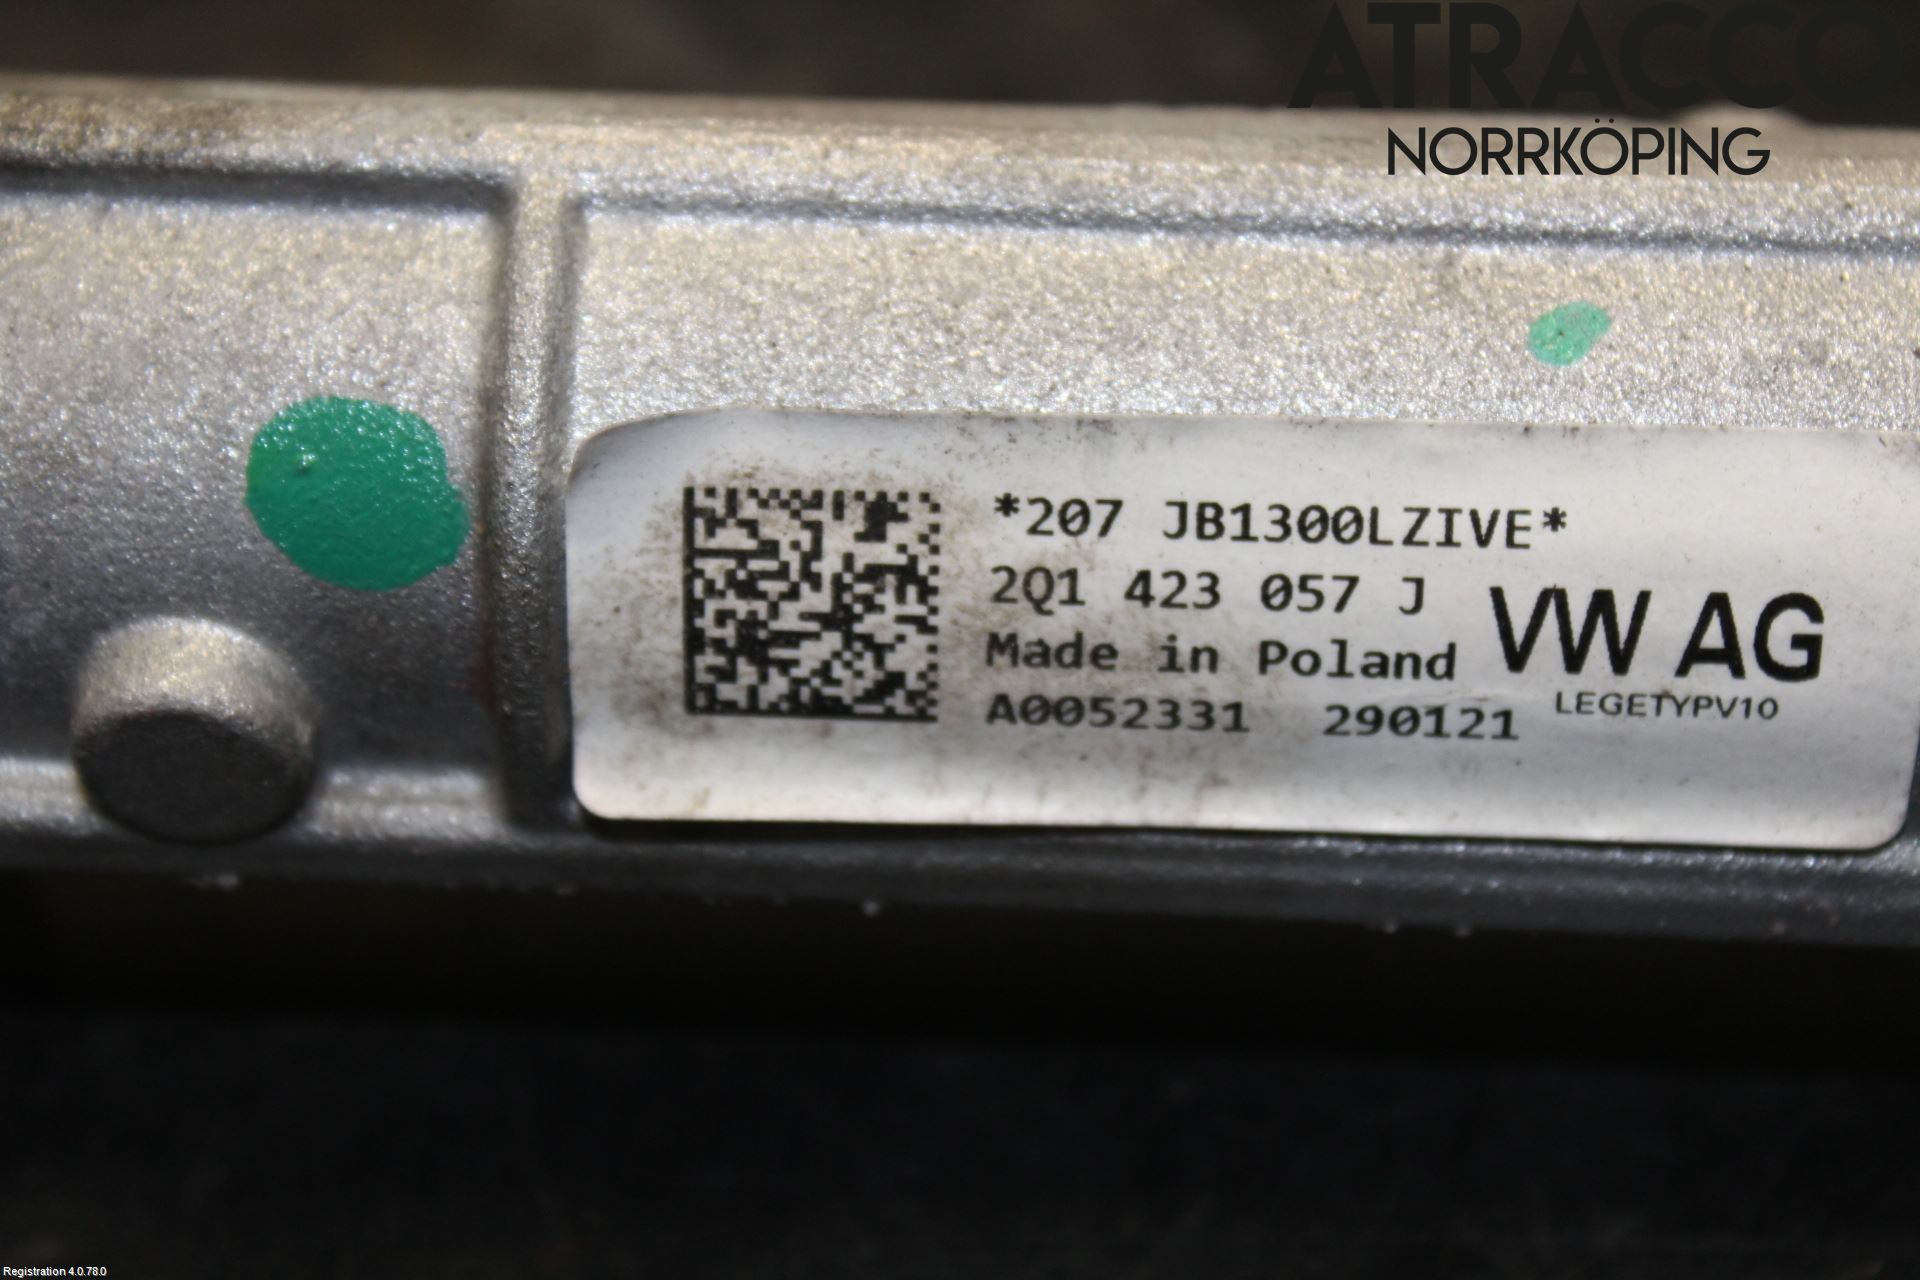 ATRACCO
NORRKÖPING
*207 JB1300LZIVE*
2Q1 423 057 J
VW AG
Made in Poland
LEGETYPV10
A0052331 290121
Registration 4.0.78.0